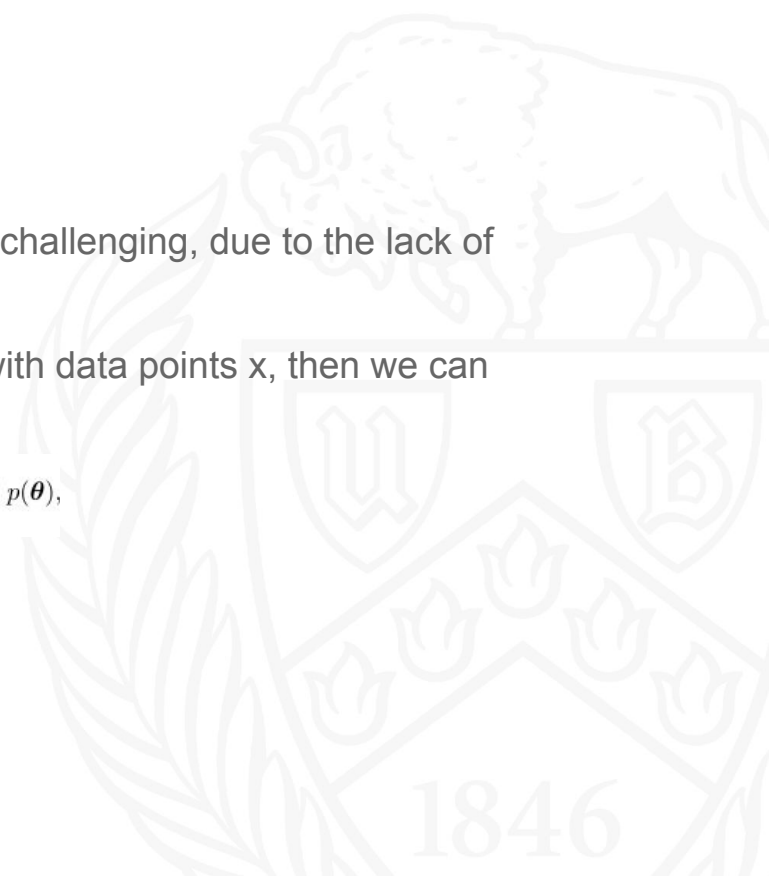 challenging, due to the lack of
with data points x, then we can
p(θ),
U B
1846